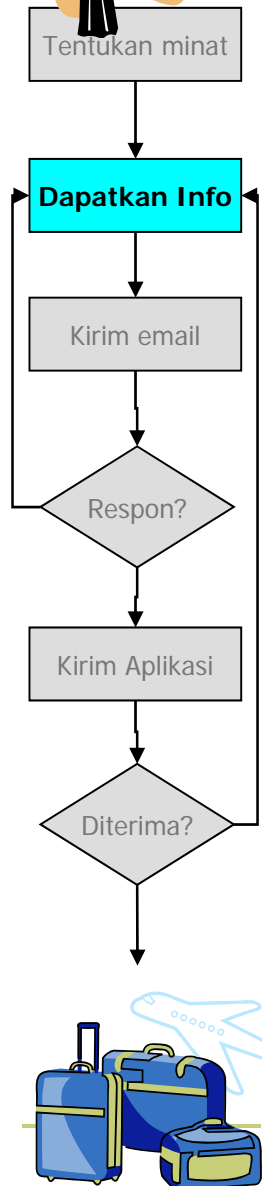 Tentukan minat
Dapatkan Info
Kirim email
Respon?
Kirim Aplikasi
Diterima?